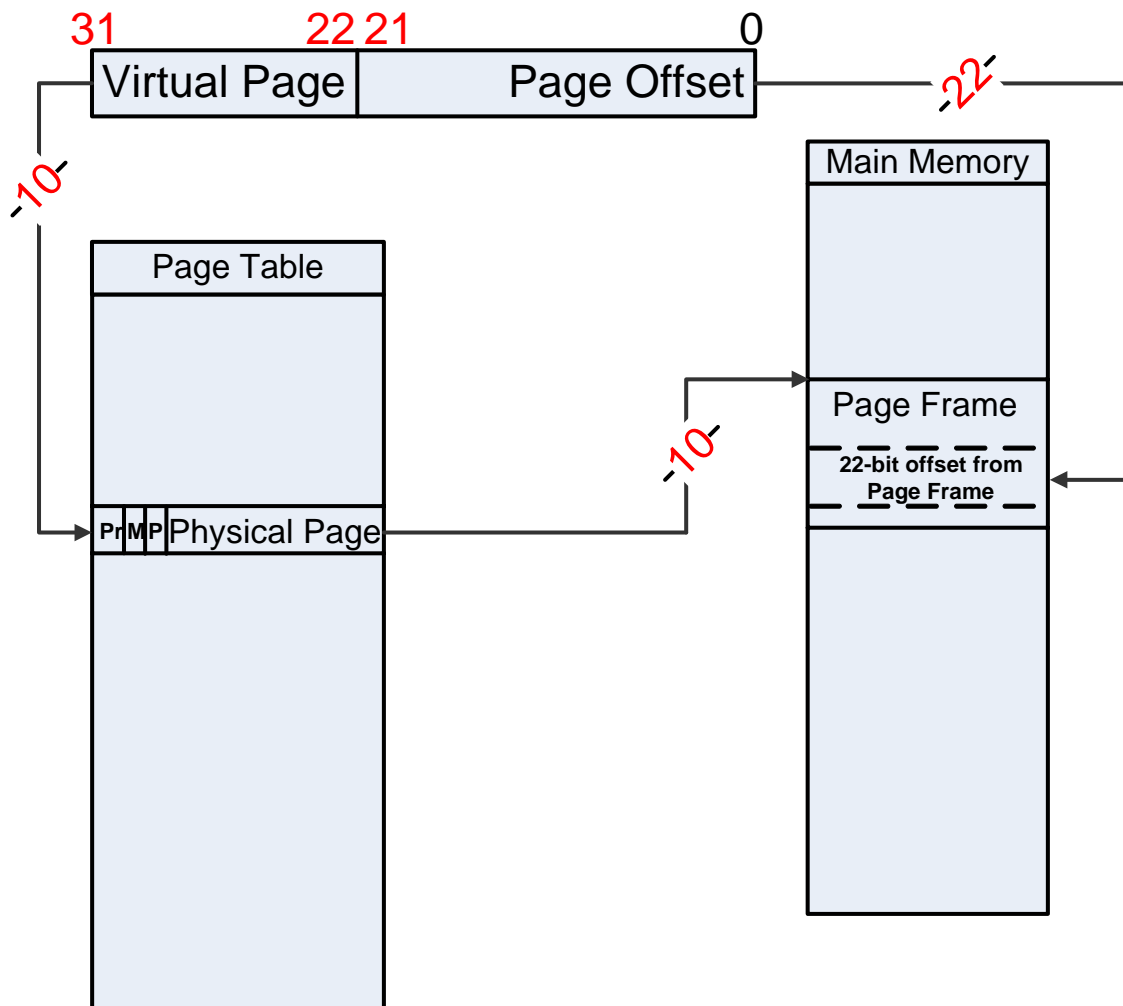 31 22 21 0
Virtual Page Page Offset
-22-
-10-
Main Memory
Page Table
Page Frame
-10-
22-bit offset from
Page Frame
Pr M P Physical Page